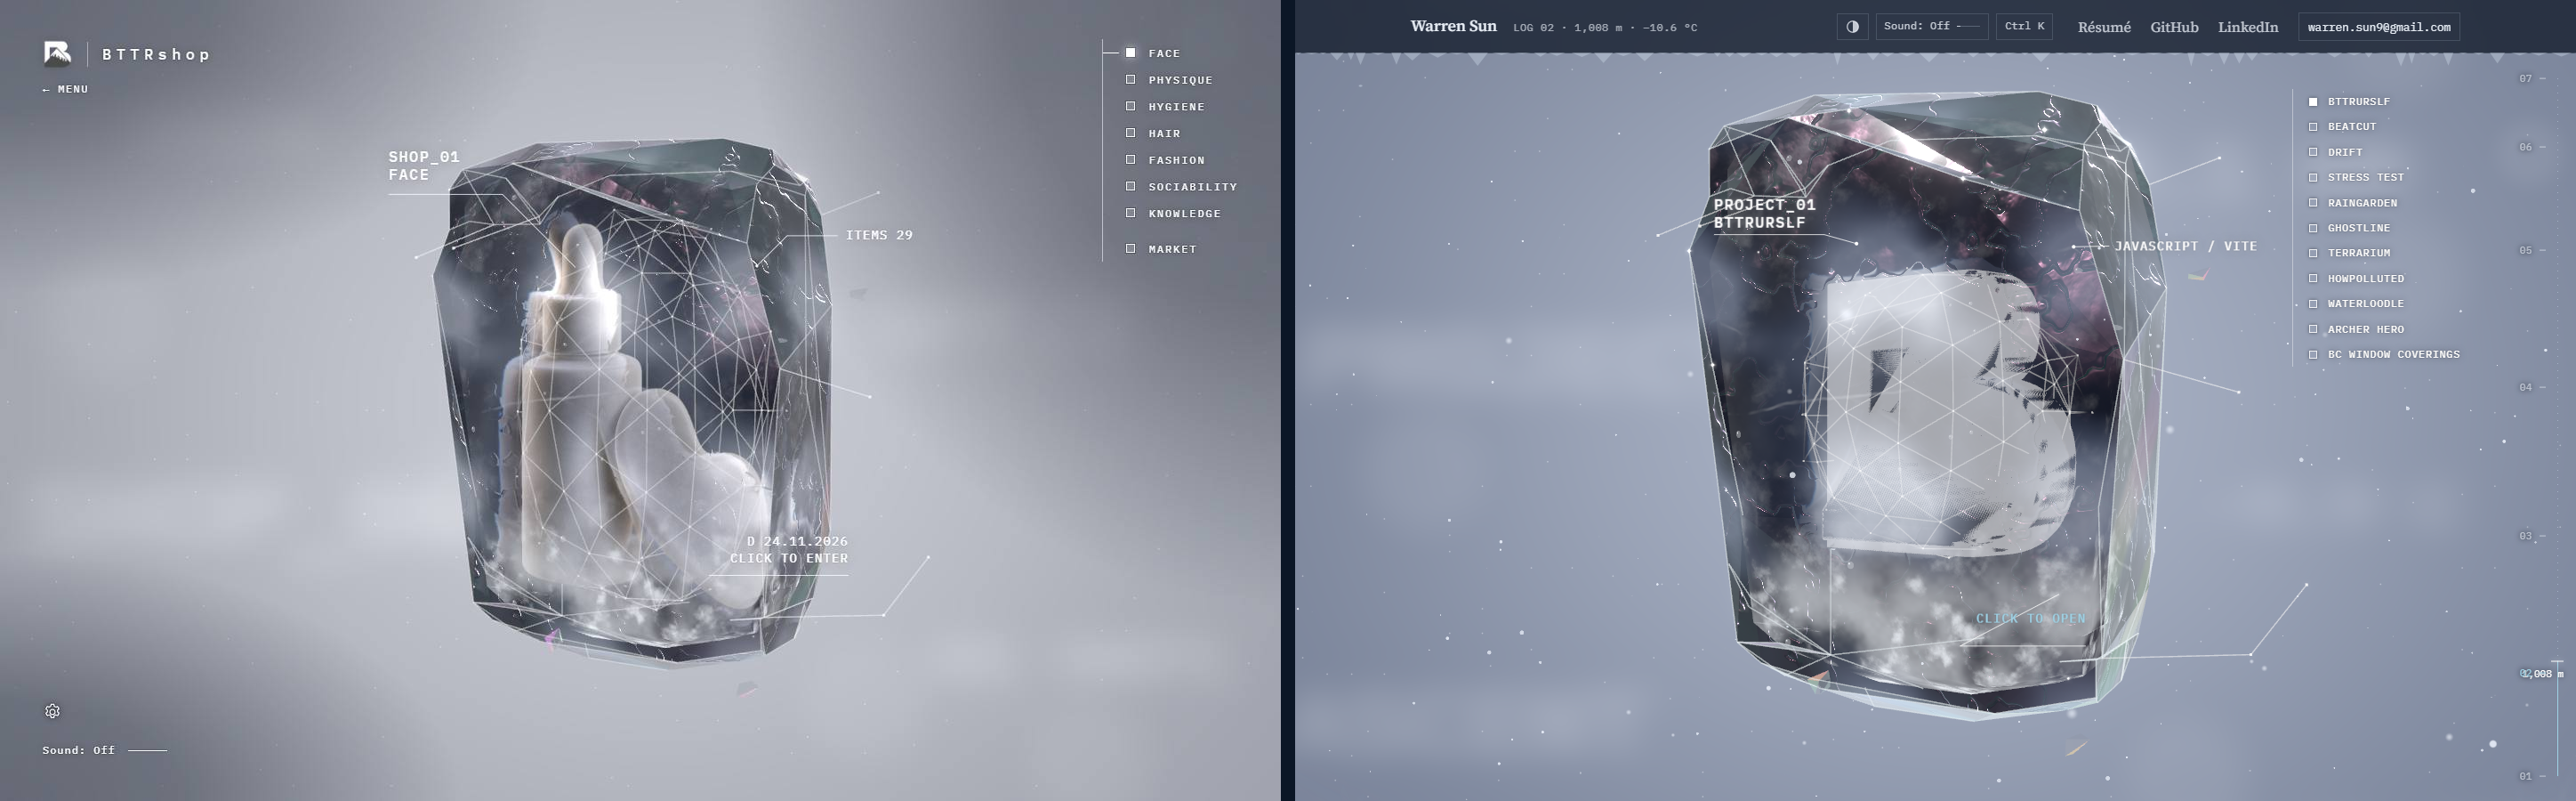 BTTRshop
← MENU
SHOP_01
FACE
ITEMS 29
D 24.11.2026
CLICK TO ENTER
FACE
PHYSIQUE
HYGIENE
HAIR
FASHION
SOCIABILITY
KNOWLEDGE
MARKET
Sound: Off
Warren Sun
LOG 02 · 1,008 m · −10.6 °C
Sound: Off
Ctrl K
Résumé
GitHub
LinkedIn
warren.sun9@gmail.com
PROJECT_01
BTTRURSLF
JAVASCRIPT / VITE
CLICK TO OPEN
BTTRURSLF
BEATCUT
DRIFT
STRESS TEST
RAINGARDEN
GHOSTLINE
TERRARIUM
HOWPOLLUTED
WATERLOODLE
ARCHER HERO
BC WINDOW COVERINGS
07
06
05
04
03
1,008 m
01